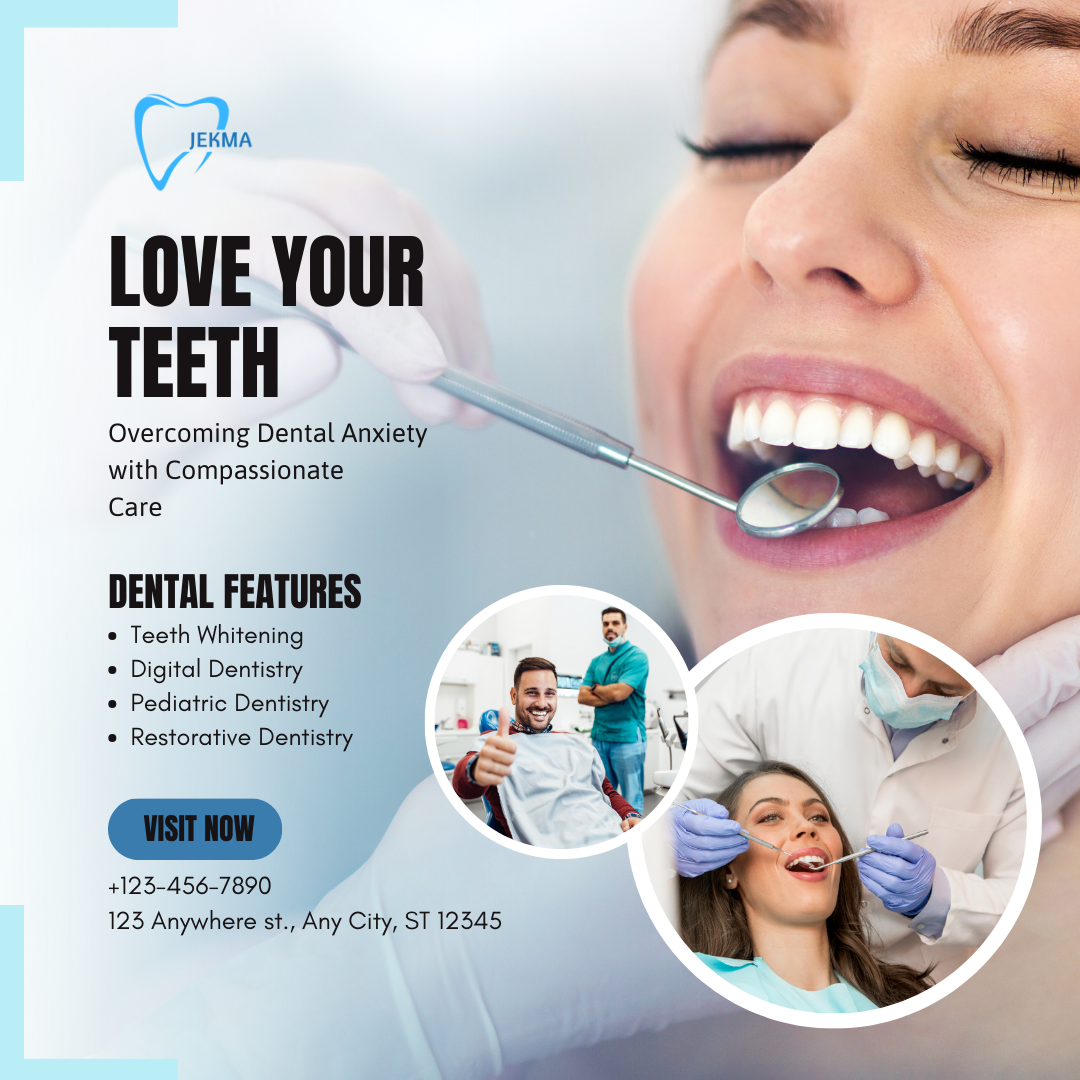 JEKMA
LOVE YOUR
TEETH
Overcoming Dental Anxiety
with Compassionate
Care
DENTAL FEATURES
• Teeth Whitening
• Digital Dentistry
• Pediatric Dentistry
• Restorative Dentistry
VISIT NOW
+123-456-7890
123 Anywhere st., Any City, ST 12345